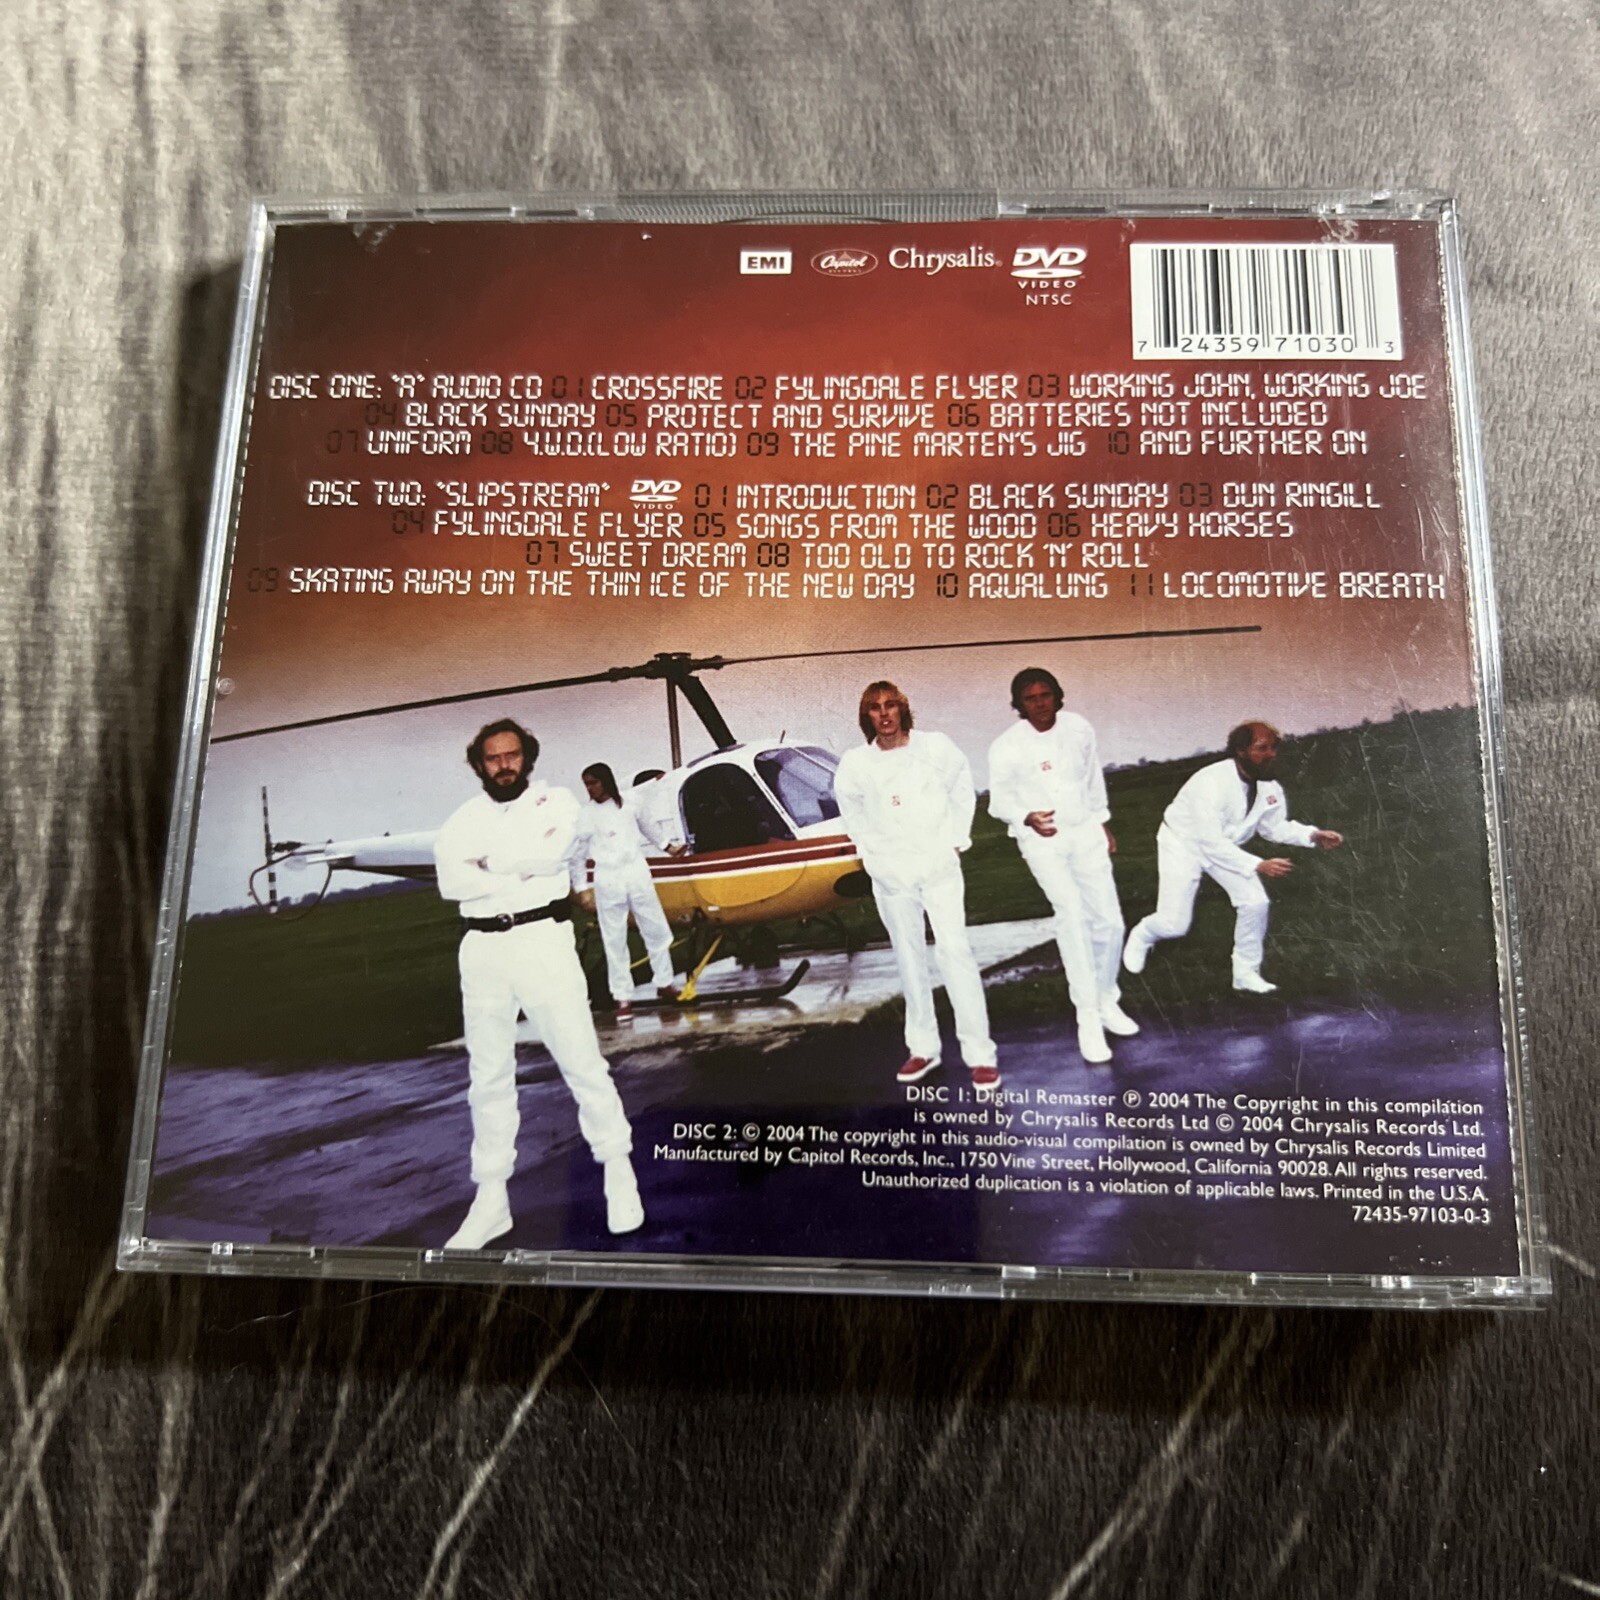 EMI Capitol RECORDS Chrysalis® DVD VIDEO NTSC
7 24359 71030 3
DISC ONE: "A" AUDIO CD 01 CROSSFIRE 02 FYLINGDALE FLYER 03 WORKING JOHN, WORKING JOE
04 BLACK SUNDAY 05 PROTECT AND SURVIVE 06 BATTERIES NOT INCLUDED
07 UNIFORM 08 4.W.D.(LOW RATIO) 09 THE PINE MARTEN'S JIG 10 AND FURTHER ON
DISC TWO: "SLIPSTREAM" DVD VIDEO 01 INTRODUCTION 02 BLACK SUNDAY 03 DUN RINGILL
04 FYLINGDALE FLYER 05 SONGS FROM THE WOOD 06 HEAVY HORSES
07 SWEET DREAM 08 TOO OLD TO ROCK 'N' ROLL
09 SKATING AWAY ON THE THIN ICE OF THE NEW DAY 10 AQUALUNG 11 LOCOMOTIVE BREATH
DISC 1: Digital Remaster ℗ 2004 The Copyright in this compilation
is owned by Chrysalis Records Ltd © 2004 Chrysalis Records Ltd.
DISC 2: © 2004 The copyright in this audio-visual compilation is owned by Chrysalis Records Limited
Manufactured by Capitol Records, Inc., 1750 Vine Street, Hollywood, California 90028. All rights reserved.
Unauthorized duplication is a violation of applicable laws. Printed in the U.S.A.
72435-97103-0-3